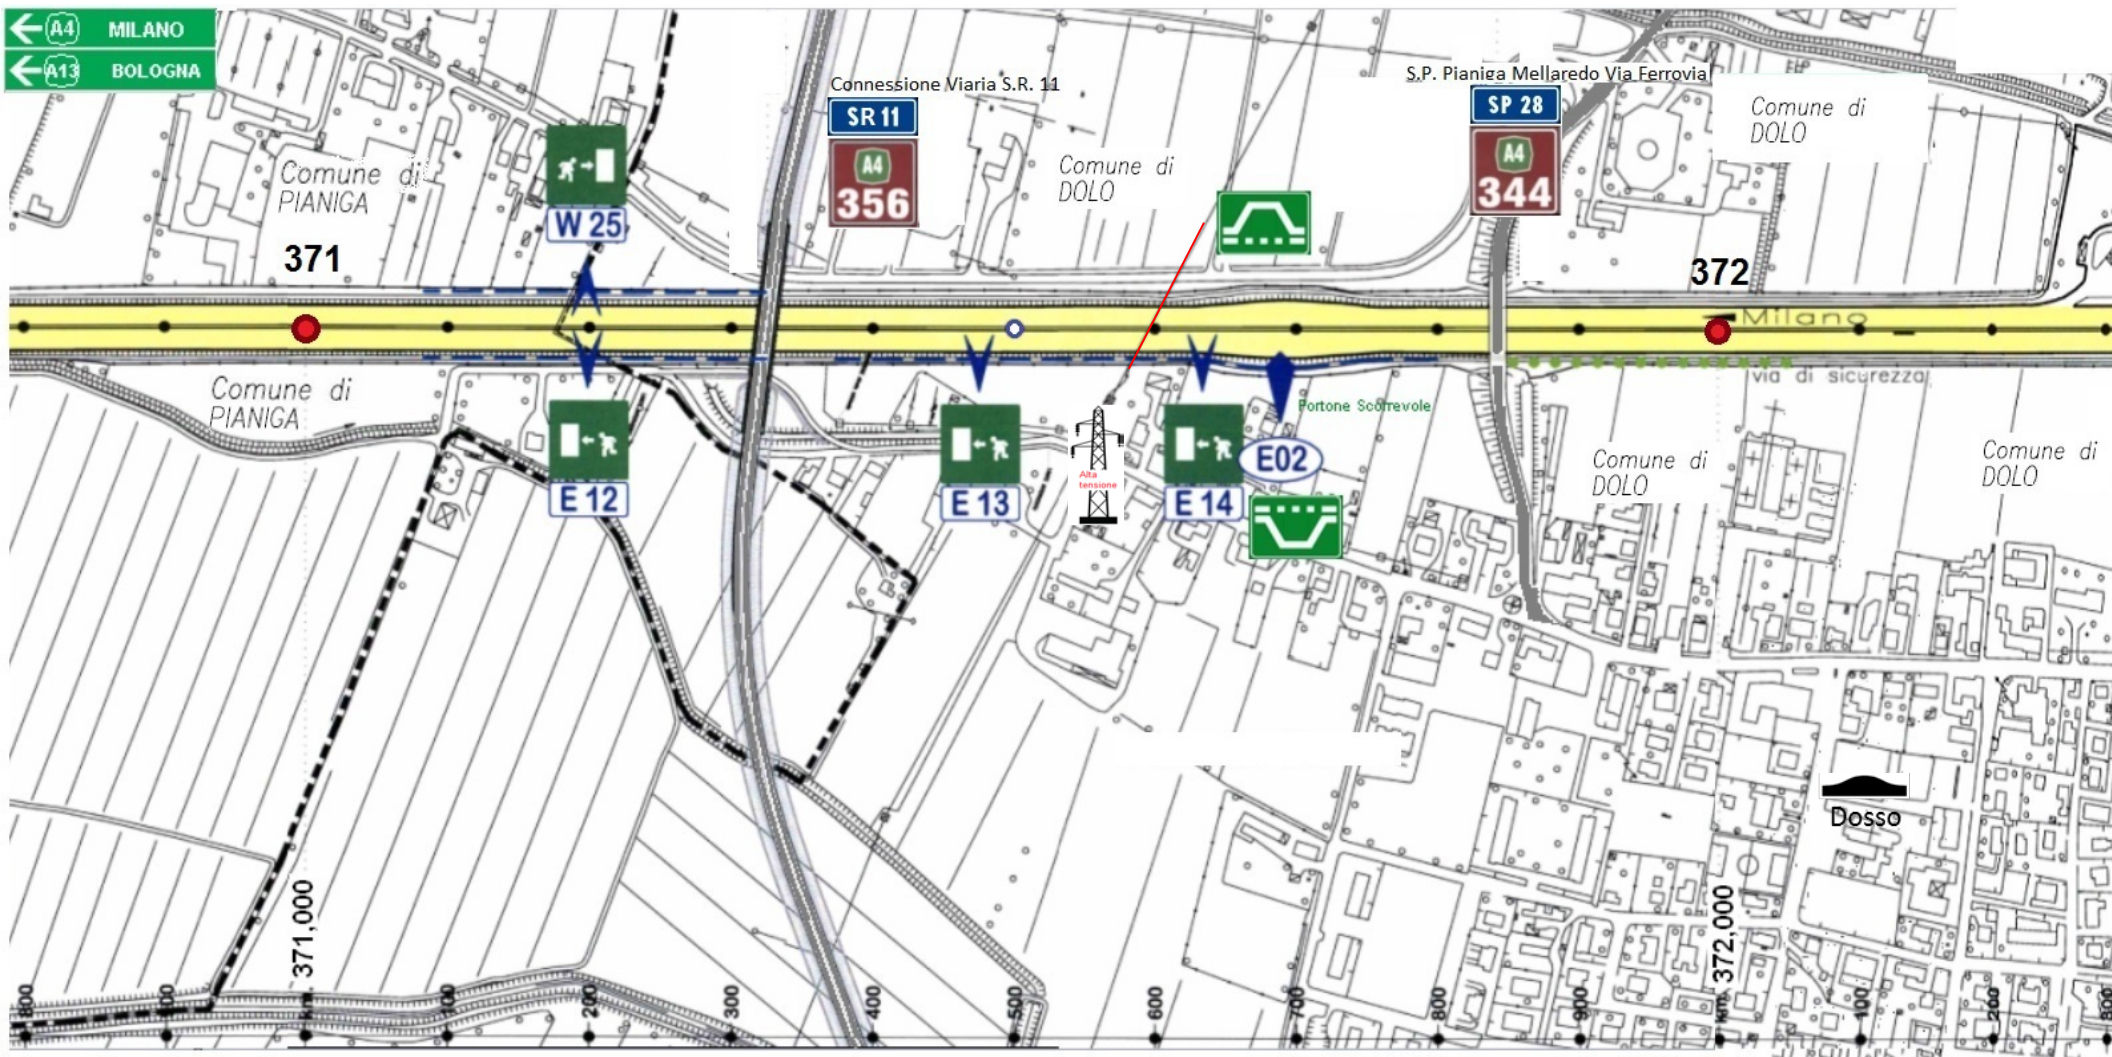 A4 MILANO
A13 BOLOGNA
Connessione Viaria S.R. 11
SR 11
A4
356
S.P. Pianiga Mellaredo Via Ferrovia
SP 28
A4
344
Comune di
DOLO
Comune di
PIANIGA
Comune di
DOLO
W 25
371
372
Milano
via di sicurezza
Comune di
PIANIGA
Portone Scorrevole
E 12
E 13
Alta
tensione
E 14
E02
Comune di
DOLO
Comune di
DOLO
Dosso
371,000
km. 372,000
800
100
200
300
400
500
600
700
800
900
100
200
300